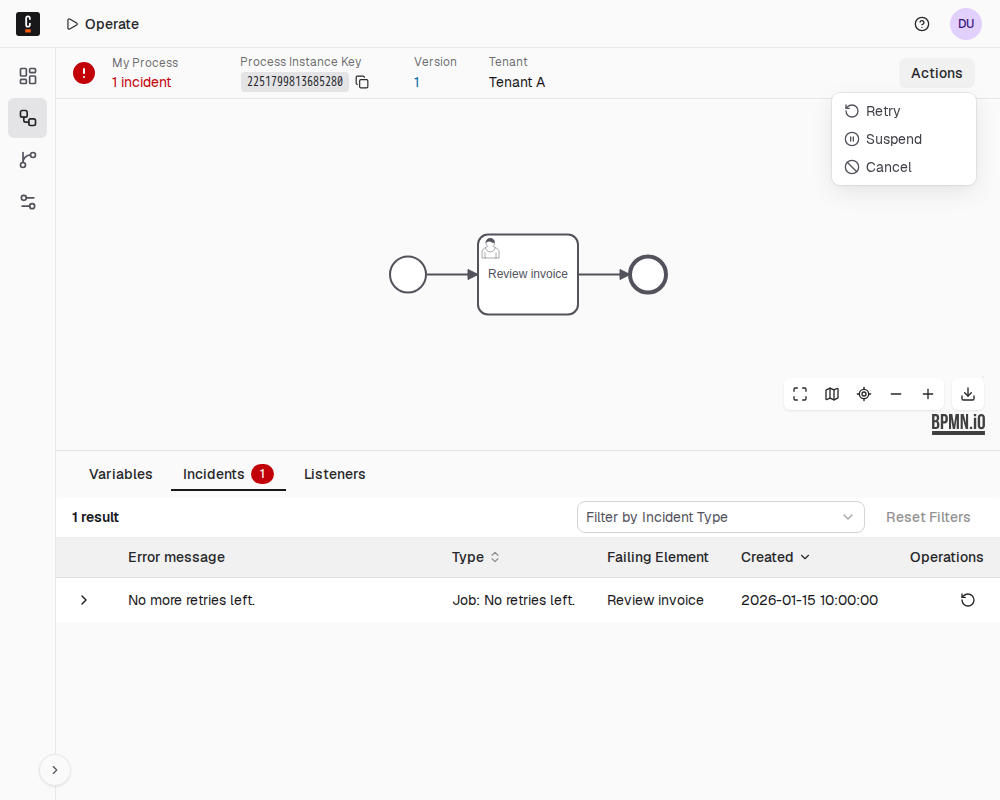 C
Operate
DU
My Process
1 incident
Process Instance Key
2251799813685280
Version
1
Tenant
Tenant A
Actions
Retry
Suspend
Cancel
Review invoice
BPMN.iO
Variables
Incidents 1
Listeners
1 result
Filter by Incident Type
Reset Filters
Error message
Type
Failing Element
Created
Operations
No more retries left.
Job: No retries left.
Review invoice
2026-01-15 10:00:00